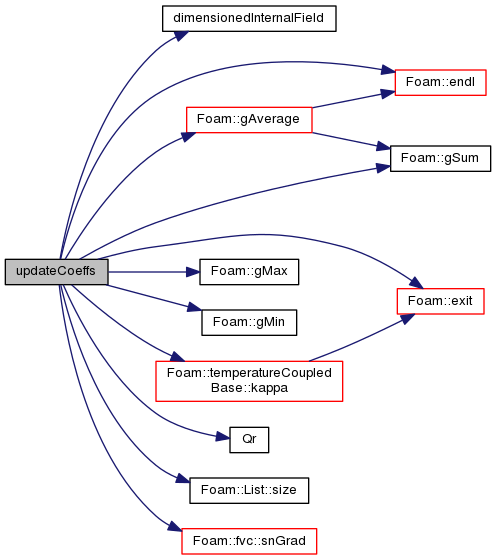 dimensionedInternalField
Foam::endl
Foam::gAverage
Foam::gSum
updateCoeffs
Foam::gMax
Foam::exit
Foam::gMin
Foam::temperatureCoupled
Base::kappa
Qr
Foam::List::size
Foam::fvc::snGrad